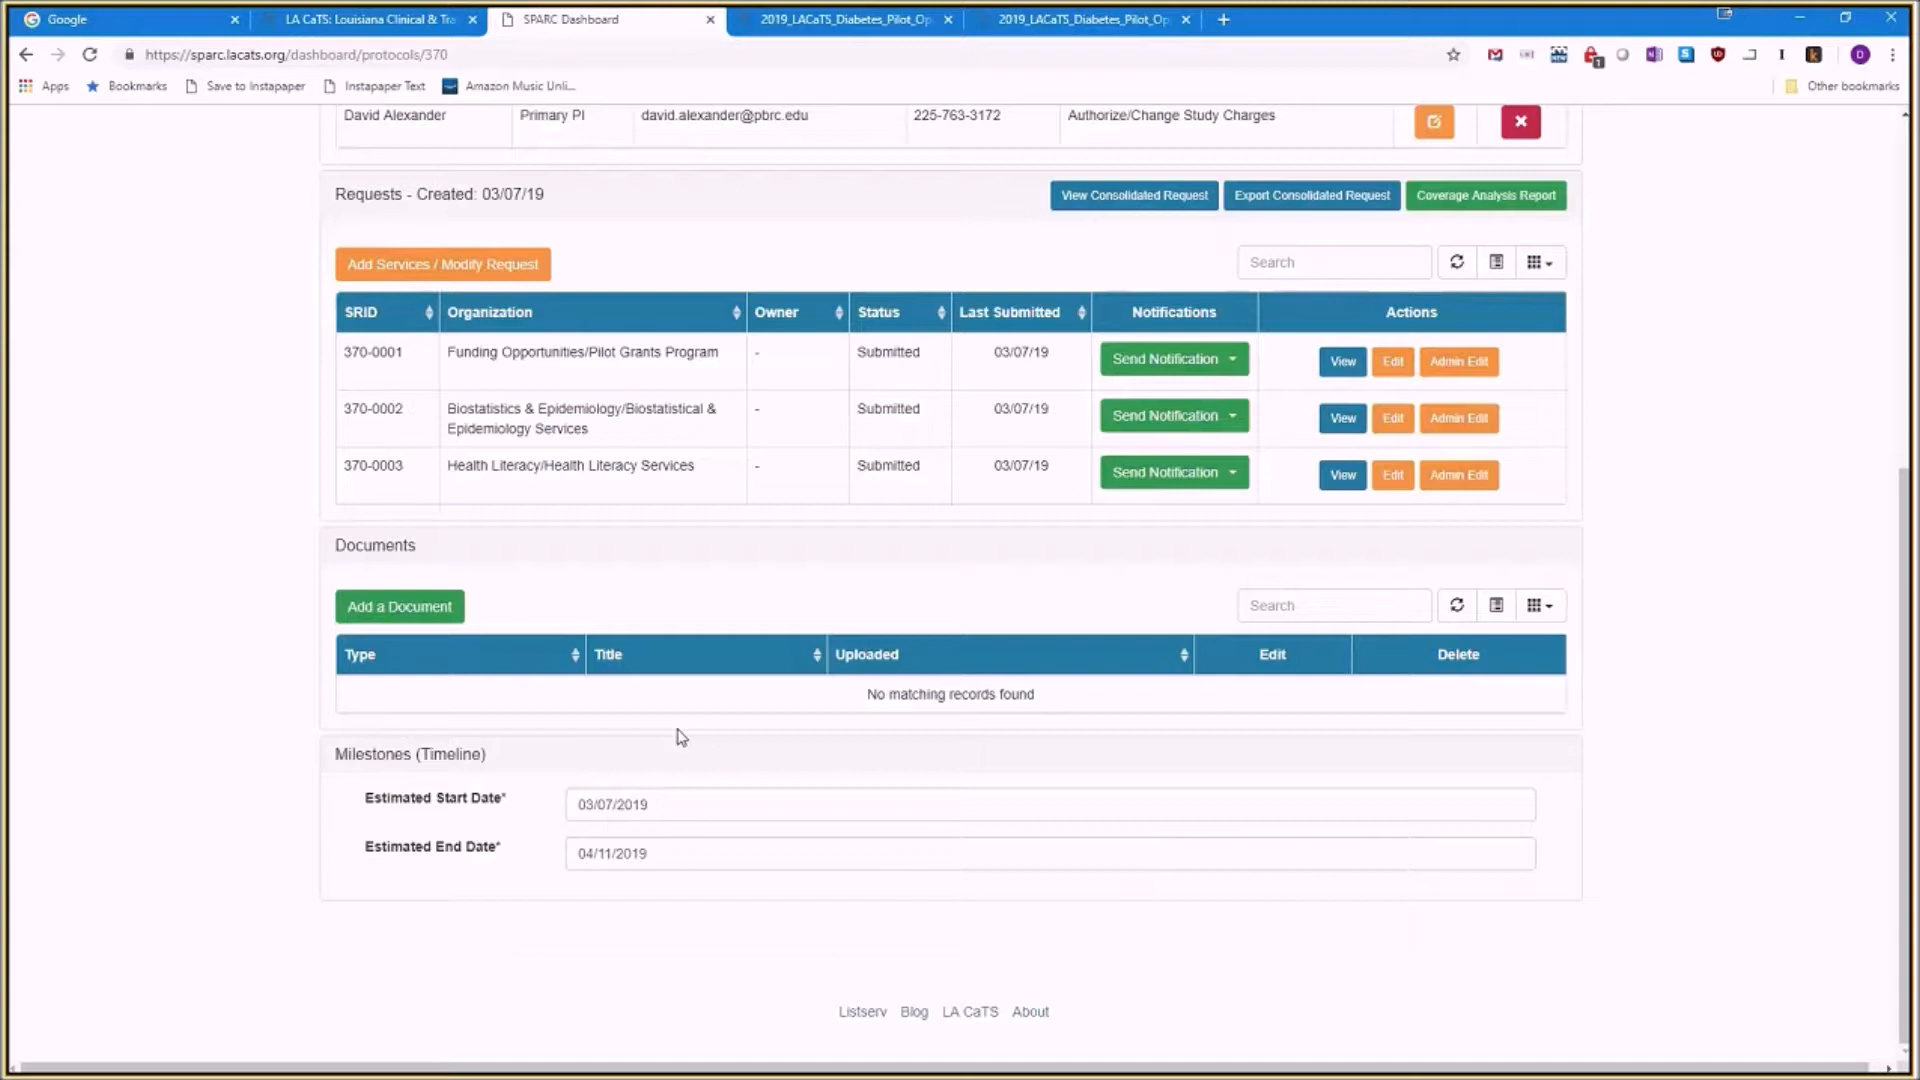 Google
LA CaTS: Louisiana Clinical & Tra
SPARC Dashboard
2019_LACaTS_Diabetes_Pilot_Op
2019_LACaTS_Diabetes_Pilot_Op
https://sparc.lacats.org/dashboard/protocols/370
Apps
Bookmarks
Save to Instapaper
Instapaper Text
Amazon Music Unli...
Other bookmarks
David Alexander
Primary PI
david.alexander@pbrc.edu
225-763-3172
Authorize/Change Study Charges
Requests - Created: 03/07/19
View Consolidated Request
Export Consolidated Request
Coverage Analysis Report
Add Services / Modify Request
Search
SRID Organization Owner Status Last Submitted Notifications Actions
370-0001 Funding Opportunities/Pilot Grants Program - Submitted 03/07/19 Send Notification View Edit Admin Edit
370-0002 Biostatistics & Epidemiology/Biostatistical & - Submitted 03/07/19 Send Notification View Edit Admin Edit
Epidemiology Services
370-0003 Health Literacy/Health Literacy Services - Submitted 03/07/19 Send Notification View Edit Admin Edit
Documents
Add a Document
Search
Type Title Uploaded Edit Delete
No matching records found
Milestones (Timeline)
Estimated Start Date* 03/07/2019
Estimated End Date* 04/11/2019
Listserv Blog LA CaTS About